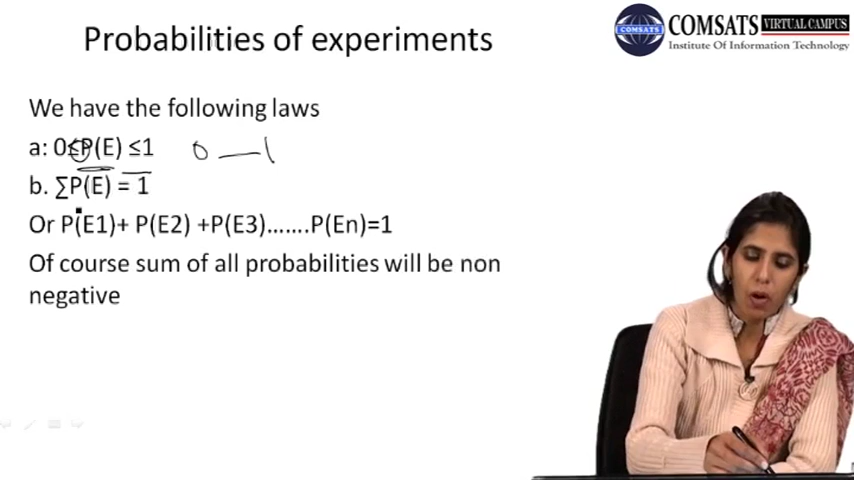 Probabilities of experiments
COMSATS VIRTUAL CAMPUS
COMSATS
Institute Of Information Technology
We have the following laws
a: 0≤P(E) ≤1 0 — 1
b. ∑P(E) = 1
Or P(E1)+ P(E2) +P(E3).......P(En)=1
Of course sum of all probabilities will be non
negative